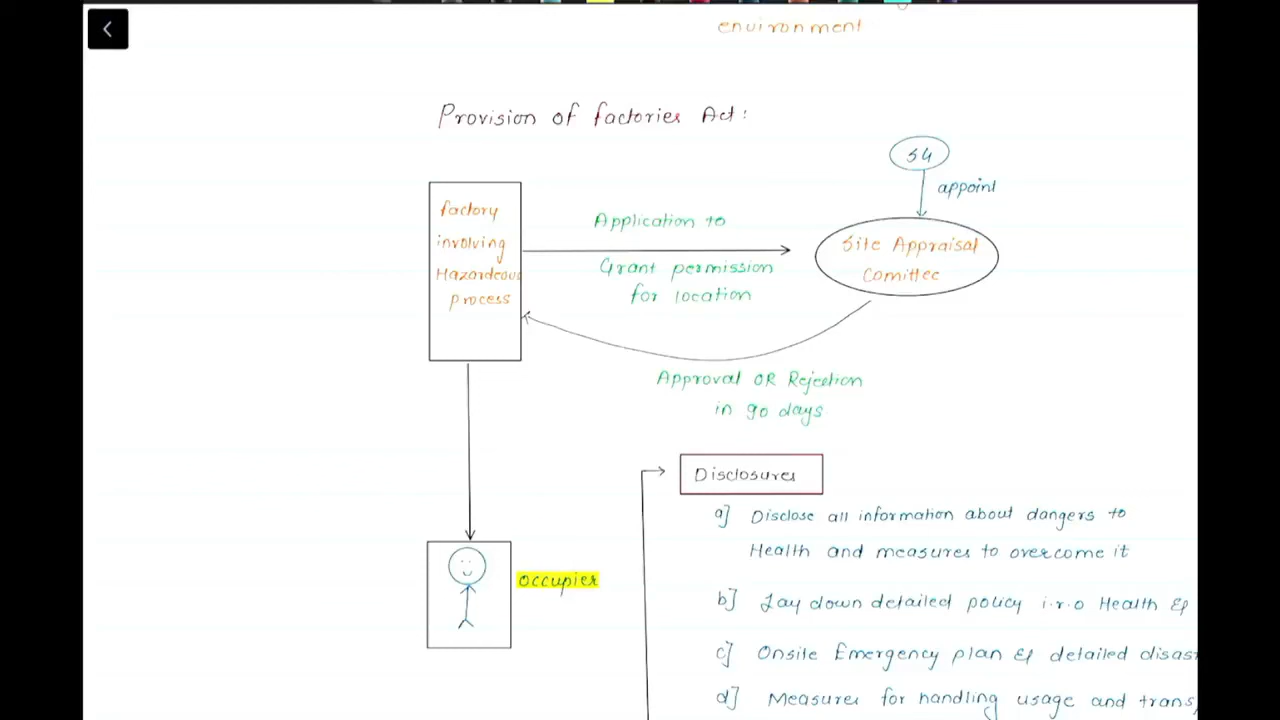 environment
Provision of factories Act:
SG
appoint
factory
involving
Hazardeous
process
Application to
Grant permission
for location
Site Appraisal
Comittee
Approval OR Rejection
in 90 days
Disclosures
a] Disclose all information about dangers to
Health and measures to overcome it
occupier
b] Lay down detailed policy i.r.o Health &
c] Onsite Emergency plan & detailed disas
d] Measures for handling usage and trans